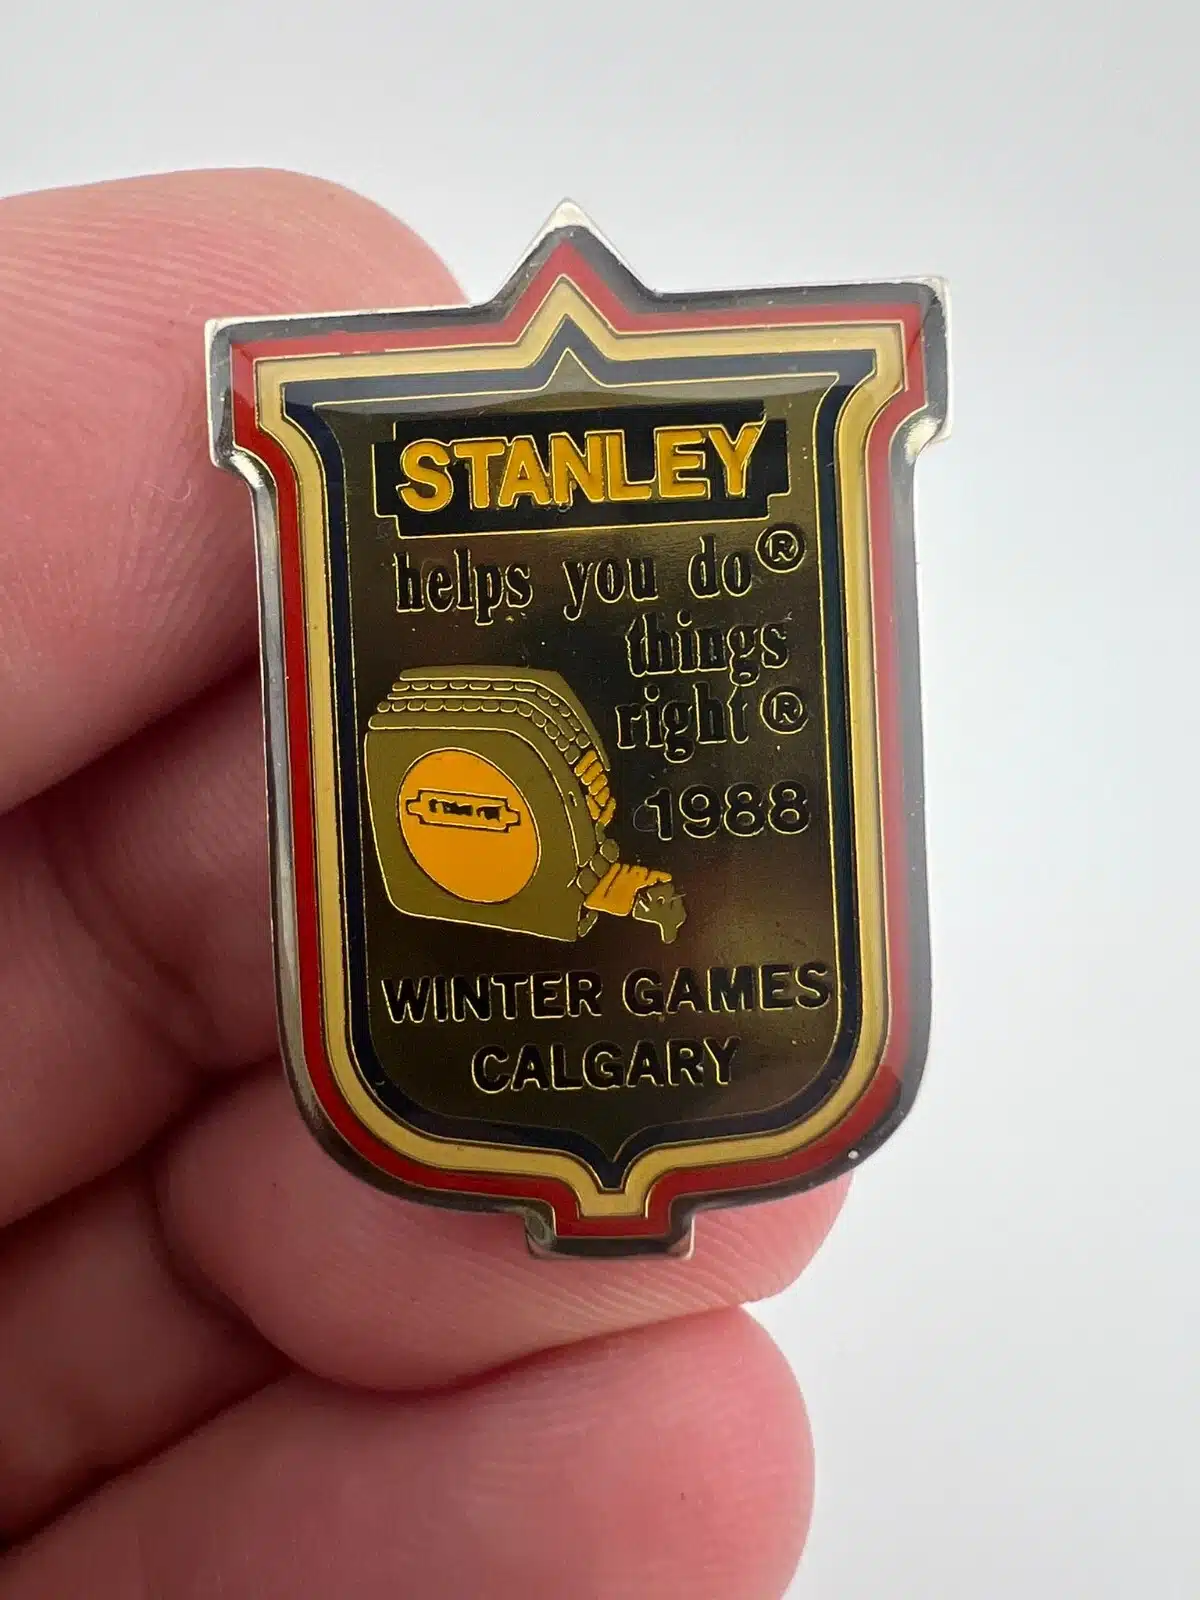 STANLEY
helps you do®
things
right®
1988
WINTER GAMES
CALGARY